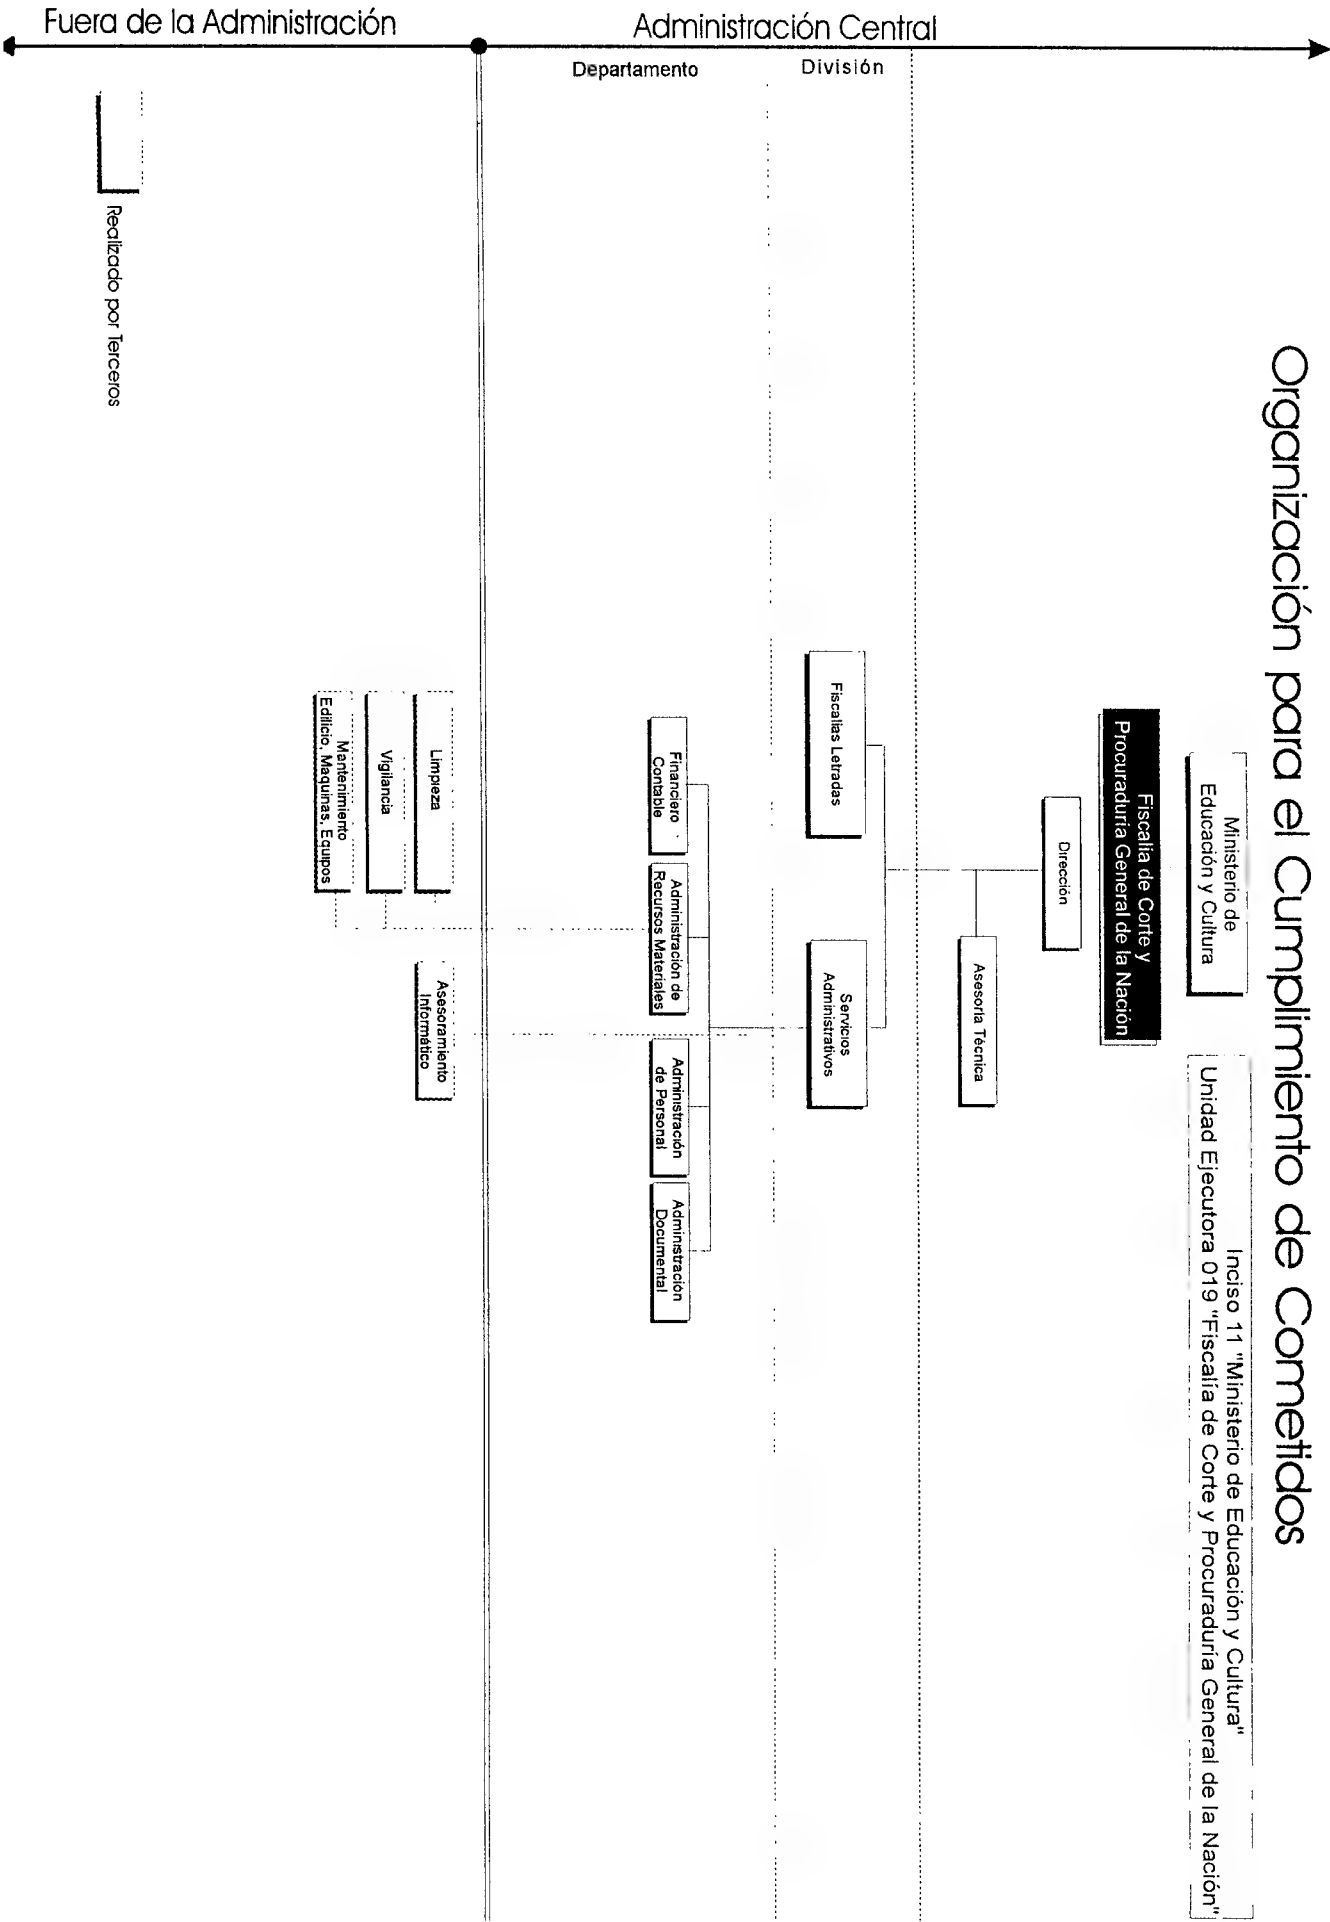 Organización para el Cumplimiento de Cometidos
Inciso 11 "Ministerio de Educación y Cultura"
Unidad Ejecutora 019 "Fiscalía de Corte y Procuraduría General de la Nación"
Ministerio de
Educación y Cultura
Fiscalía de Corte y
Procuraduría General de la Nación
Dirección
Asesoría Técnica
Administración Central
División
Fiscalías Letradas
Servicios
Administrativos
Departamento
Financiero
Contable
Administración de
Recursos Materiales
Administración
de Personal
Administración
Documental
Fuera de la Administración
Limpieza
Vigilancia
Mantenimiento
Edilicio, Maquinas, Equipos
Asesoramiento
Informático
Realizado por Terceros